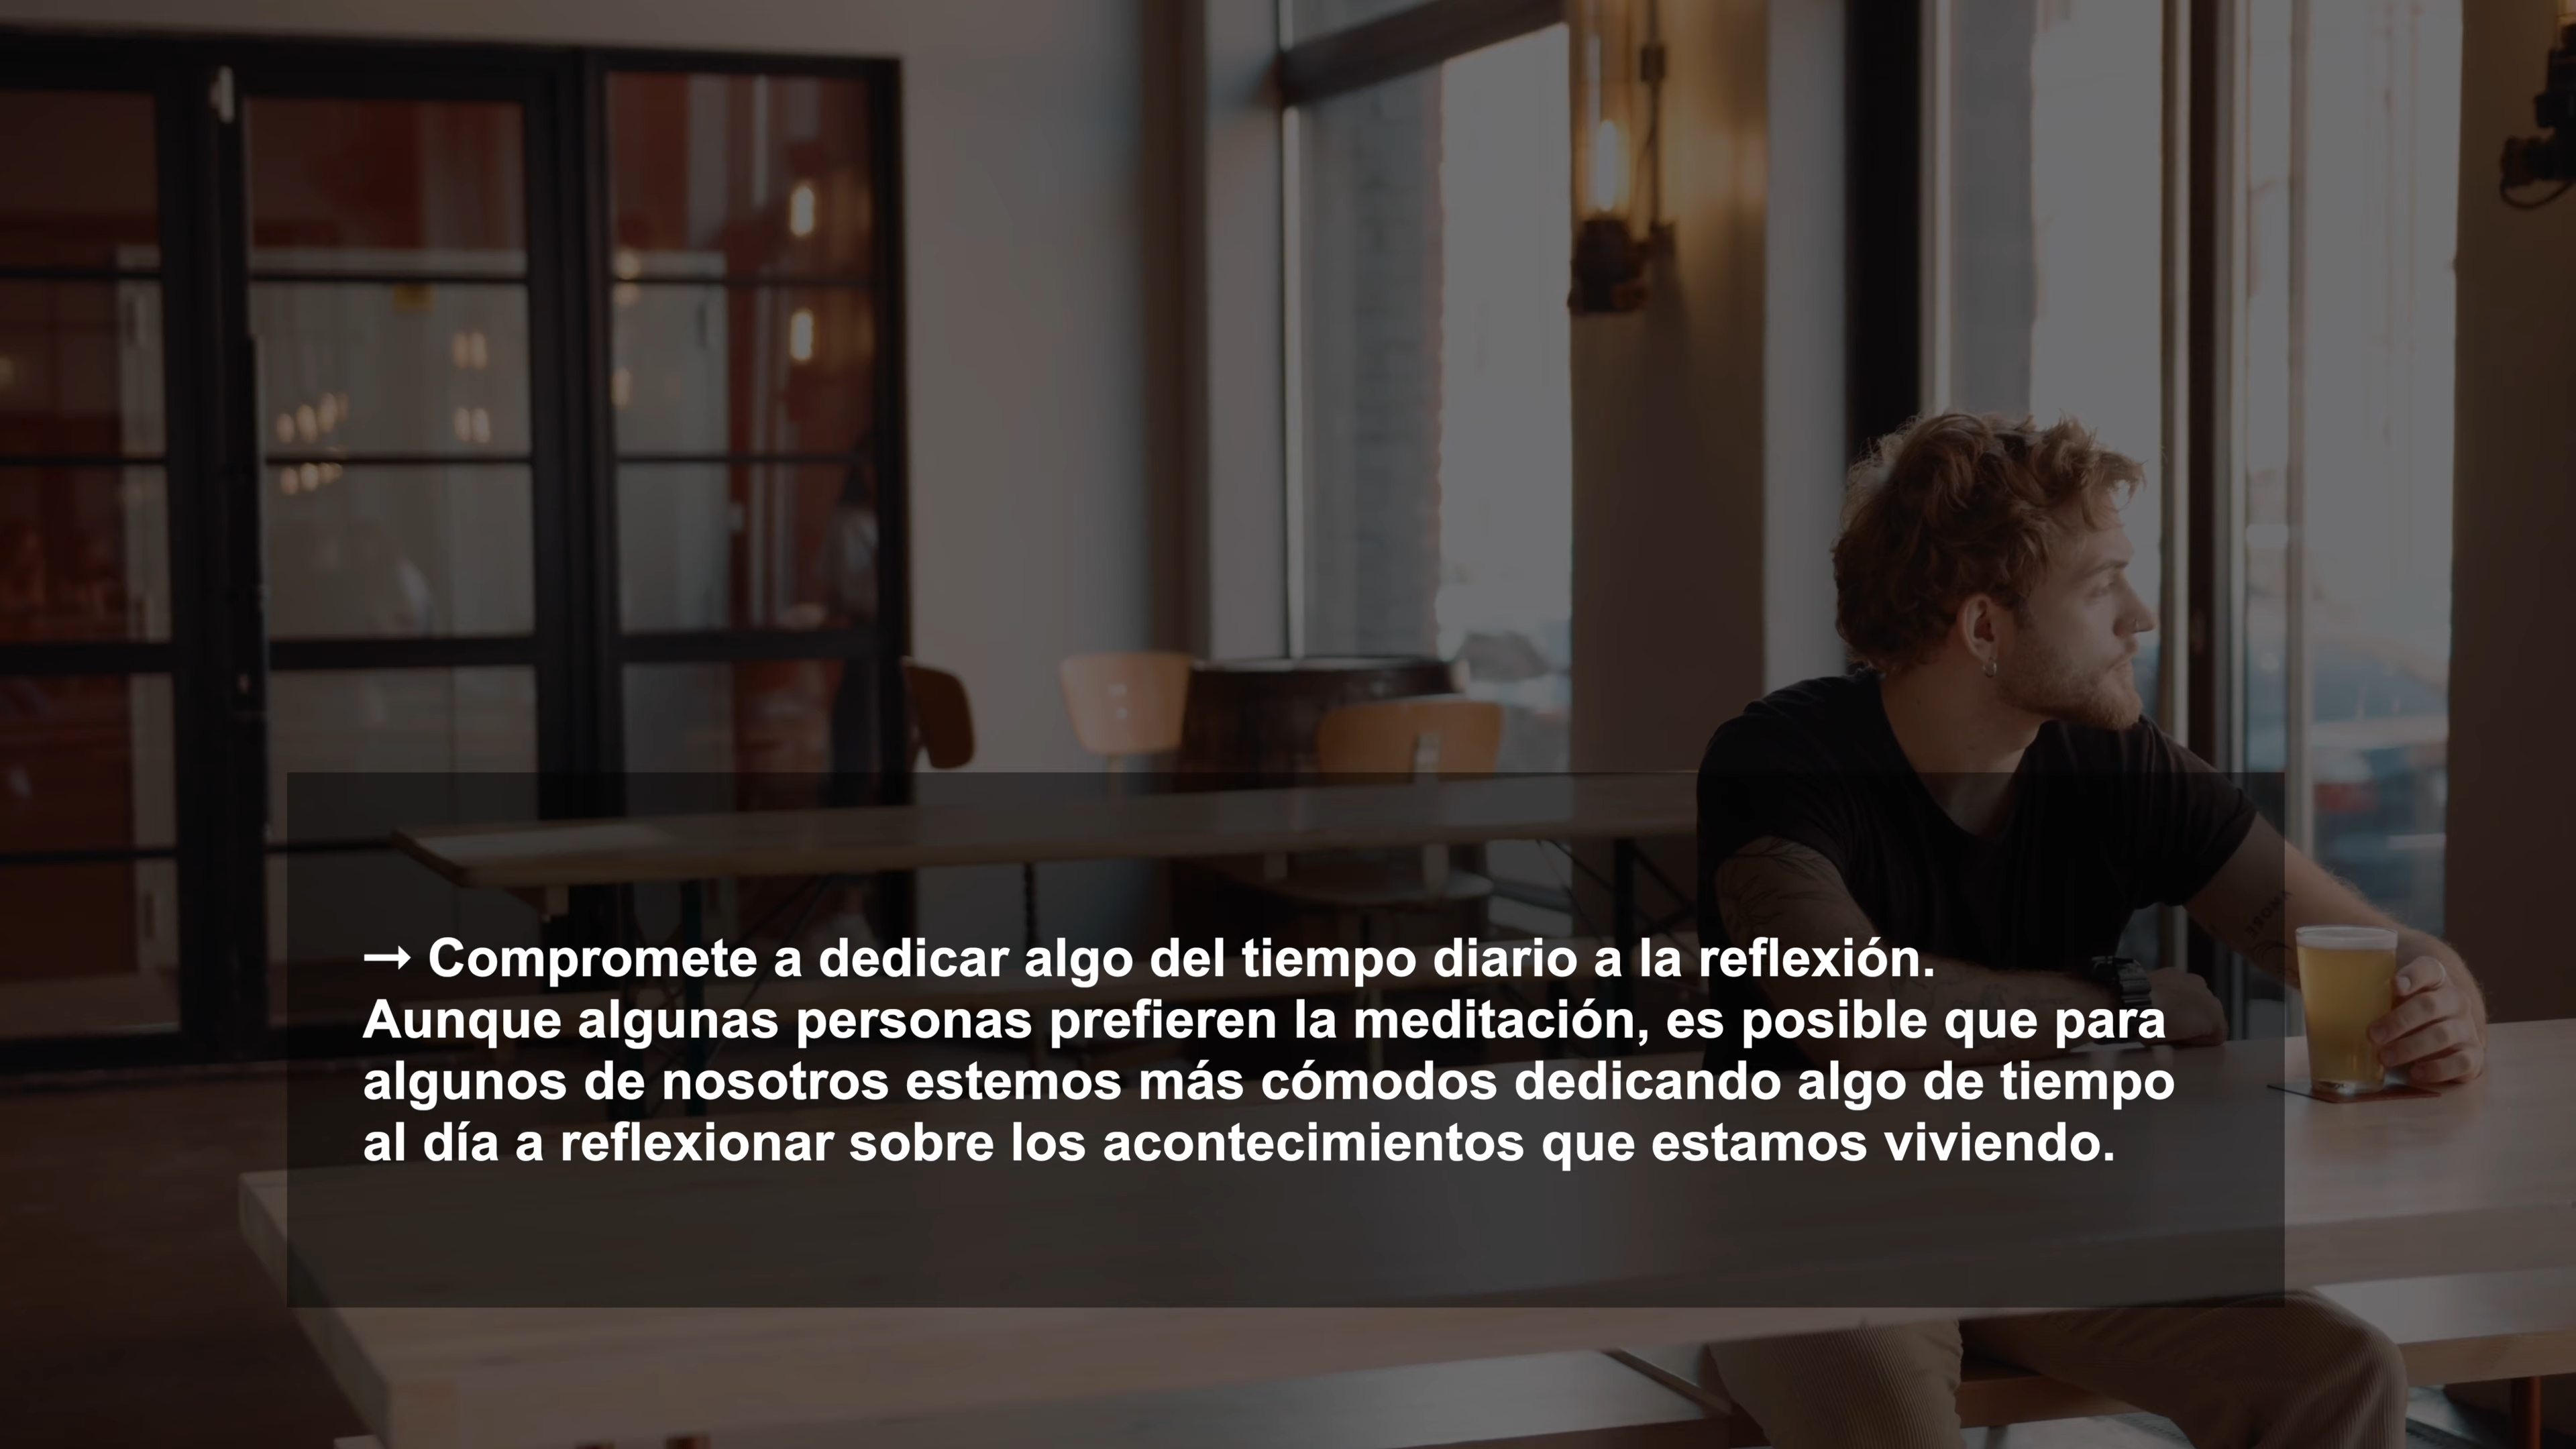 → Compromete a dedicar algo del tiempo diario a la reflexión.
Aunque algunas personas prefieren la meditación, es posible que para
algunos de nosotros estemos más cómodos dedicando algo de tiempo
al día a reflexionar sobre los acontecimientos que estamos viviendo.